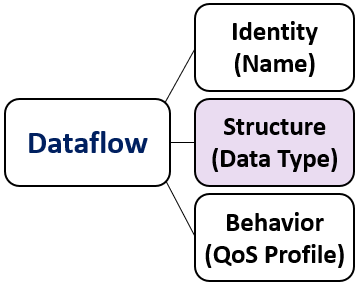 Dataflow
Identity
(Name)
Structure
(Data Type)
Behavior
(QoS Profile)